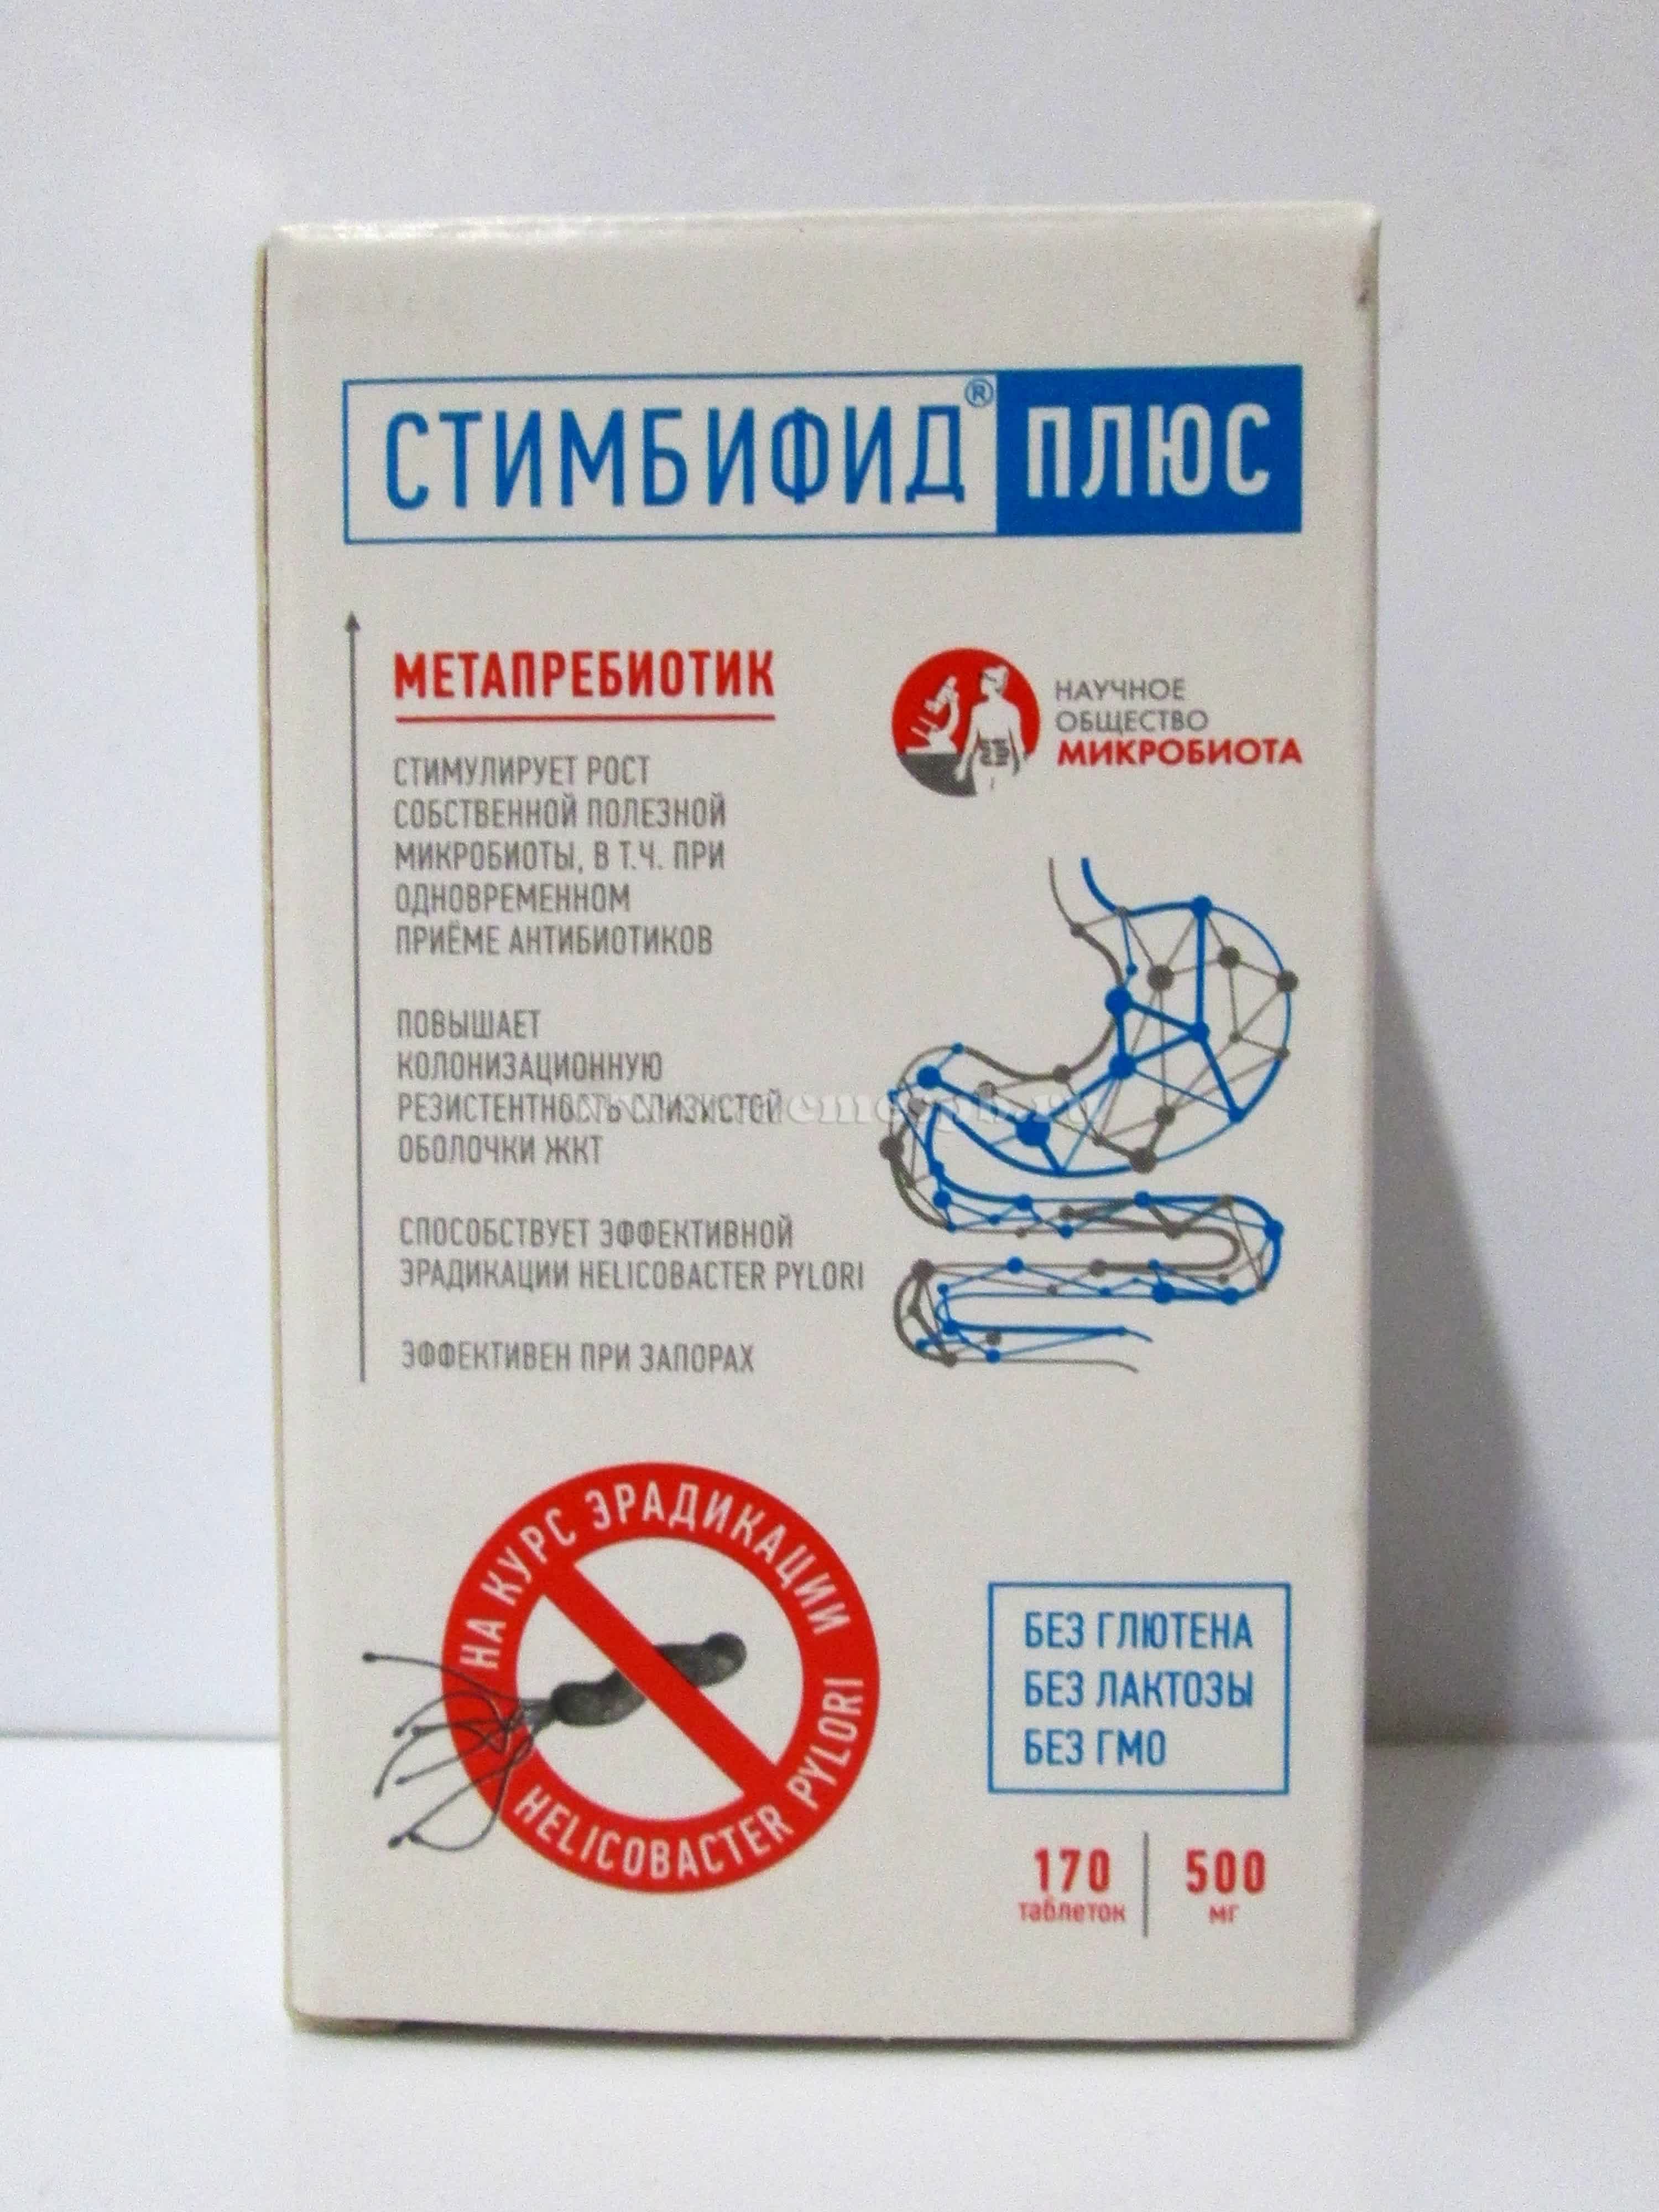 СТИМБИФИД® ПЛЮС
МЕТАПРЕБИОТИК
СТИМУЛИРУЕТ РОСТ
СОБСТВЕННОЙ ПОЛЕЗНОЙ
МИКРОБИОТЫ, В Т.Ч. ПРИ
ОДНОВРЕМЕННОМ
ПРИЁМЕ АНТИБИОТИКОВ
ПОВЫШАЕТ
КОЛОНИЗАЦИОННУЮ
РЕЗИСТЕНТНОСТЬ СЛИЗИСТОЙ
ОБОЛОЧКИ ЖКТ
СПОСОБСТВУЕТ ЭФФЕКТИВНОЙ
ЭРАДИКАЦИИ HELICOBACTER PYLORI
ЭФФЕКТИВЕН ПРИ ЗАПОРАХ
НАУЧНОЕ
ОБЩЕСТВО
МИКРОБИОТА
НА КУРС ЭРАДИКАЦИИ
HELICOBACTER PYLORI
БЕЗ ГЛЮТЕНА
БЕЗ ЛАКТОЗЫ
БЕЗ ГМО
170 500
таблеток мг